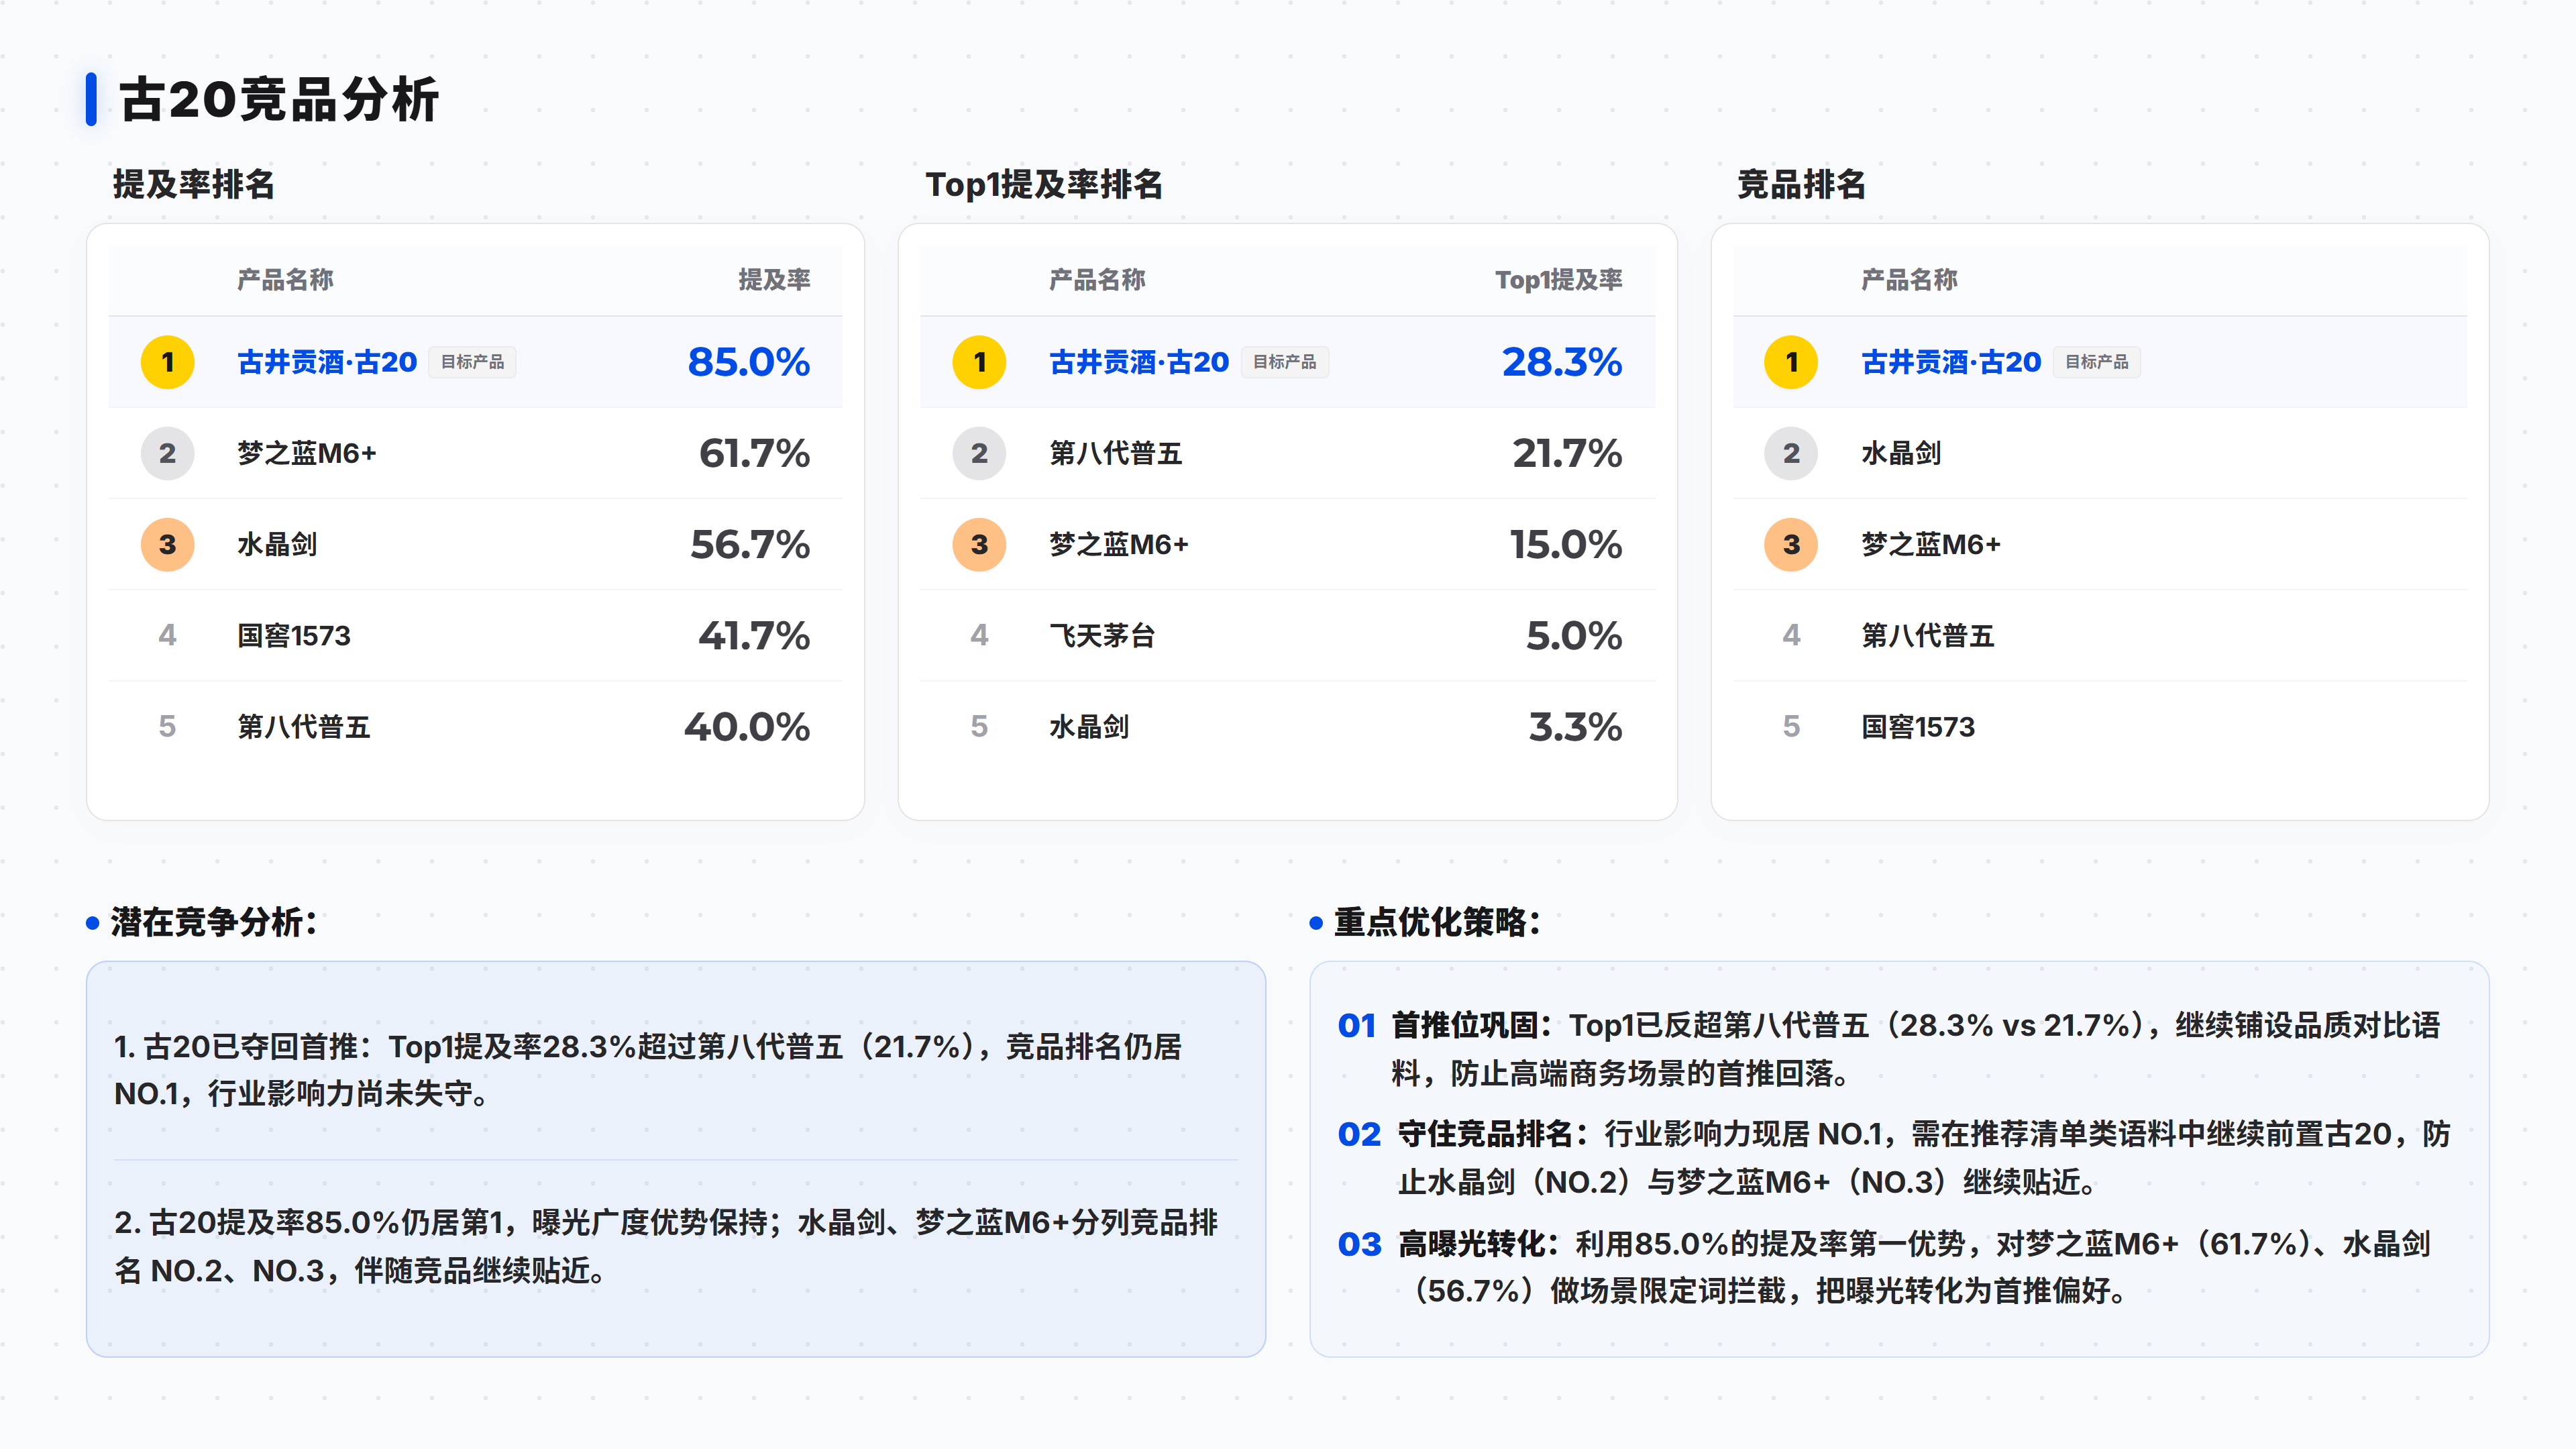 古20竞品分析
提及率排名
产品名称 提及率
1 古井贡酒·古20 目标产品 85.0%
2 梦之蓝M6+ 61.7%
3 水晶剑 56.7%
4 国窖1573 41.7%
5 第八代普五 40.0%
Top1提及率排名
产品名称 Top1提及率
1 古井贡酒·古20 目标产品 28.3%
2 第八代普五 21.7%
3 梦之蓝M6+ 15.0%
4 飞天茅台 5.0%
5 水晶剑 3.3%
竞品排名
产品名称
1 古井贡酒·古20 目标产品
2 水晶剑
3 梦之蓝M6+
4 第八代普五
5 国窖1573
潜在竞争分析：
1. 古20已夺回首推：Top1提及率28.3%超过第八代普五（21.7%），竞品排名仍居
NO.1，行业影响力尚未失守。
2. 古20提及率85.0%仍居第1，曝光广度优势保持；水晶剑、梦之蓝M6+分列竞品排
名 NO.2、NO.3，伴随竞品继续贴近。
重点优化策略：
01 首推位巩固：Top1已反超第八代普五（28.3% vs 21.7%），继续铺设品质对比语
料，防止高端商务场景的首推回落。
02 守住竞品排名：行业影响力现居 NO.1，需在推荐清单类语料中继续前置古20，防
止水晶剑（NO.2）与梦之蓝M6+（NO.3）继续贴近。
03 高曝光转化：利用85.0%的提及率第一优势，对梦之蓝M6+（61.7%）、水晶剑
（56.7%）做场景限定词拦截，把曝光转化为首推偏好。